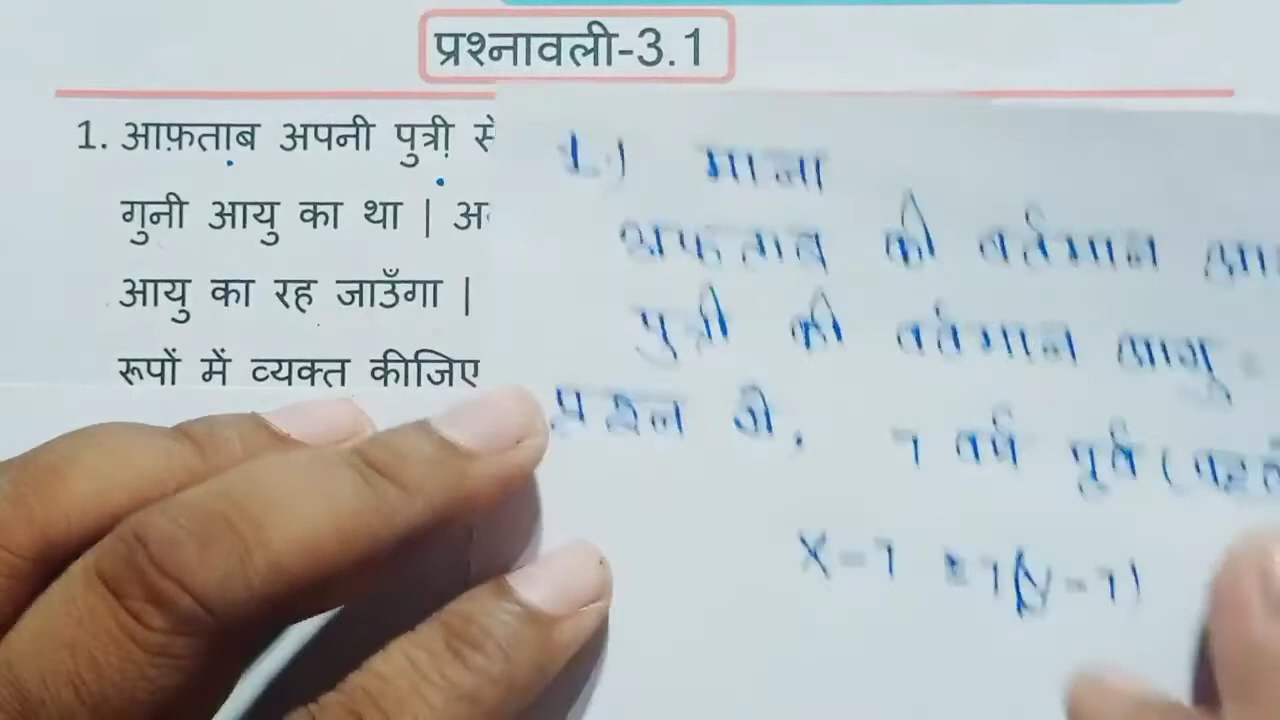 प्रश्नावली-3.1
1. आफ़ताब अपनी पुत्री से
गुनी आयु का था |
आयु का रह जाउँगा |
रूपों में व्यक्त कीजिए
1.) माना
आफताब की वर्तमान
पुत्री की वर्तमान आयु =
प्रश्न से, 7 वर्ष पूर्व (
x-7 = 7(y-7)